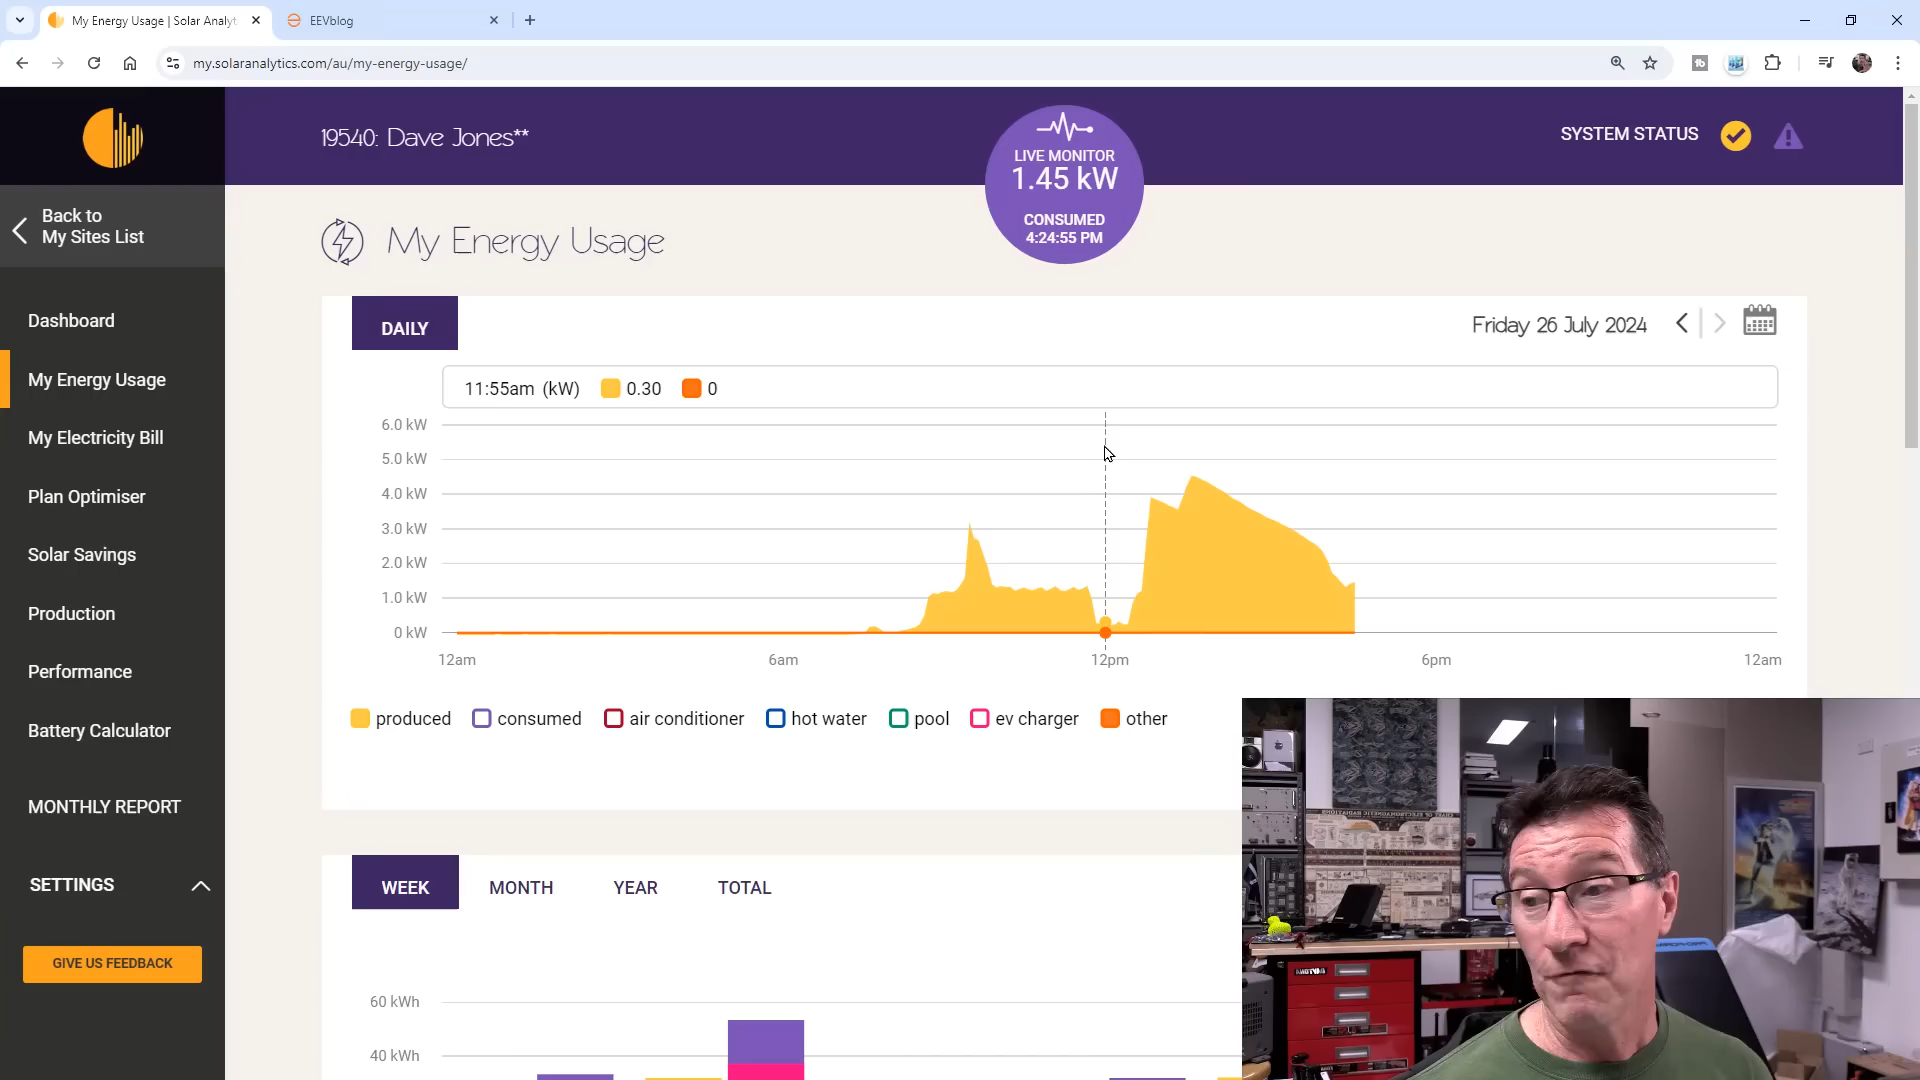 My Energy Usage | Solar Analyt
EEVblog
my.solaranalytics.com/au/my-energy-usage/
19540: Dave Jones**
LIVE MONITOR
1.45 kW
CONSUMED
4:24:55 PM
SYSTEM STATUS
Back to
My Sites List
Dashboard
My Energy Usage
My Electricity Bill
Plan Optimiser
Solar Savings
Production
Performance
Battery Calculator
MONTHLY REPORT
SETTINGS
GIVE US FEEDBACK
My Energy Usage
DAILY
Friday 26 July 2024
11:55am (kW) 0.30 0
6.0 kW
5.0 kW
4.0 kW
3.0 kW
2.0 kW
1.0 kW
0 kW
12am 6am 12pm 6pm 12am
produced consumed air conditioner hot water pool ev charger other
WEEK MONTH YEAR TOTAL
60 kWh
40 kWh